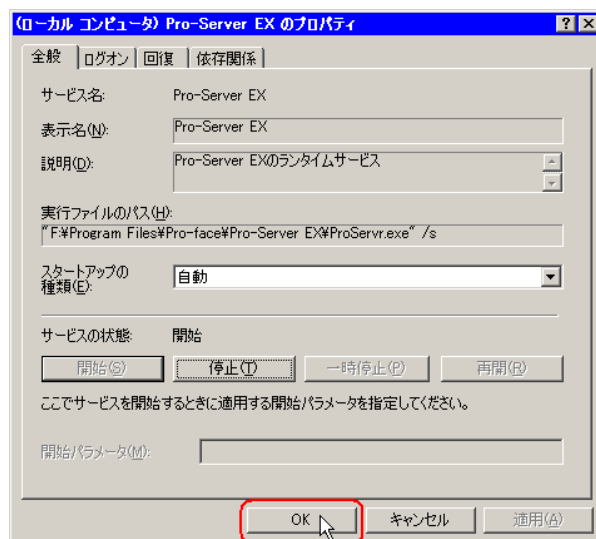 (ローカル コンピュータ) Pro-Server EX のプロパティ
全般 ログオン 回復 依存関係
サービス名: Pro-Server EX
表示名(N): Pro-Server EX
説明(D): Pro-Server EXのランタイムサービス
実行ファイルのパス(H):
"F:¥Program Files¥Pro-face¥Pro-Server EX¥ProServr.exe" /s
スタートアップの
種類(E): 自動
サービスの状態: 開始
開始(S) 停止(T) 一時停止(P) 再開(R)
ここでサービスを開始するときに適用する開始パラメータを指定してください。
開始パラメータ(M):
OK キャンセル 適用(A)